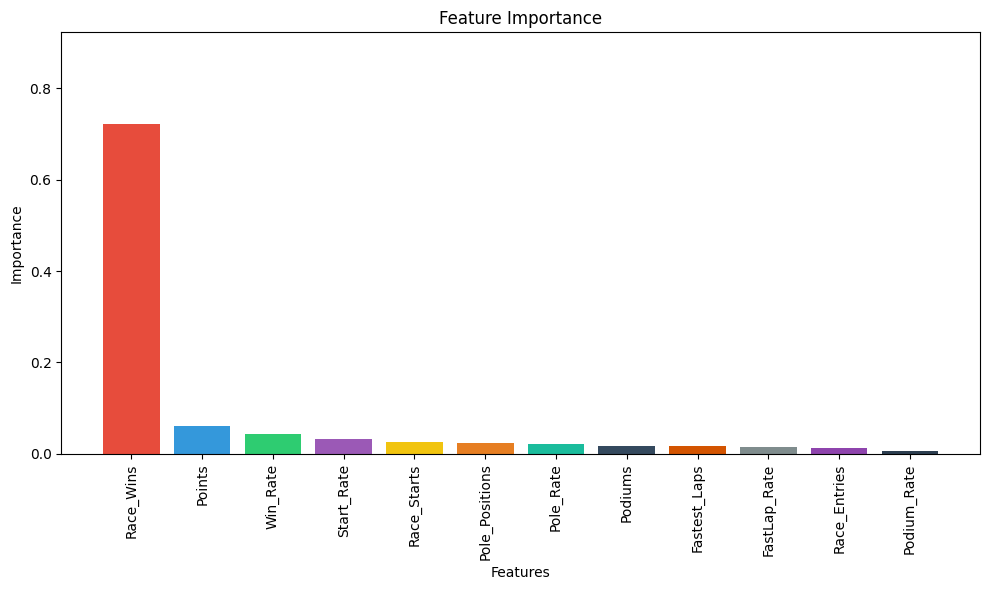 Feature Importance
Importance
0.8
0.6
0.4
0.2
0.0
Race_Wins
Points
Win_Rate
Start_Rate
Race_Starts
Pole_Positions
Pole_Rate
Podiums
Fastest_Laps
FastLap_Rate
Race_Entries
Podium_Rate
Features